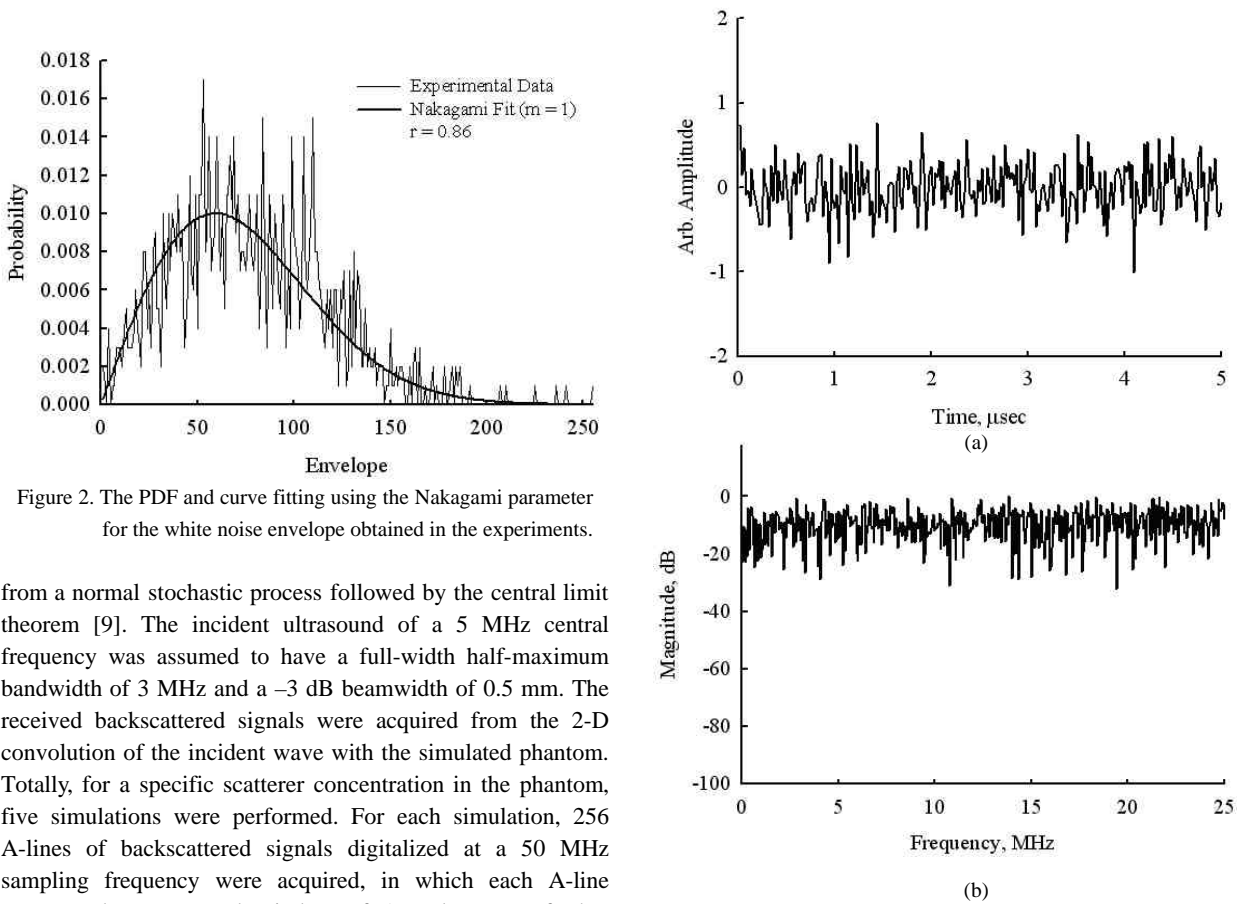 0.018
0.016
0.014
0.012
0.010
0.008
0.006
0.004
0.002
0.000
Probability
Experimental Data
Nakagami Fit (m = 1)
r = 0.86
0 50 100 150 200 250
Envelope
Figure 2. The PDF and curve fitting using the Nakagami parameter
for the white noise envelope obtained in the experiments.
from a normal stochastic process followed by the central limit
theorem [9]. The incident ultrasound of a 5 MHz central
frequency was assumed to have a full-width half-maximum
bandwidth of 3 MHz and a –3 dB beamwidth of 0.5 mm. The
received backscattered signals were acquired from the 2-D
convolution of the incident wave with the simulated phantom.
Totally, for a specific scatterer concentration in the phantom,
five simulations were performed. For each simulation, 256
A-lines of backscattered signals digitalized at a 50 MHz
sampling frequency were acquired, in which each A-line
2
1
0
-1
-2
Arb. Amplitude
0 1 2 3 4 5
Time, μsec
(a)
0
-20
-40
-60
-80
-100
Magnitude, dB
0 5 10 15 20 25
Frequency, MHz
(b)